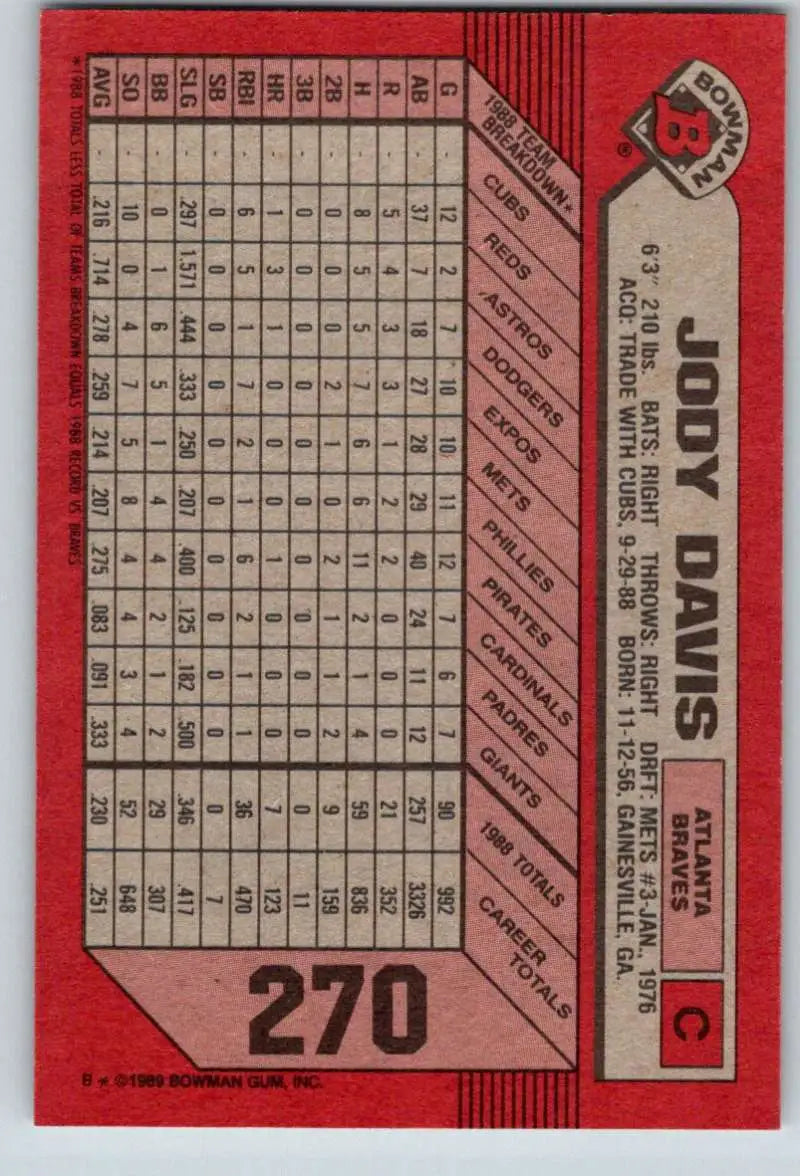 BOWMAN
B
®
JODY DAVIS
ATLANTA
BRAVES
C
6'3" 210 lbs. BATS: RIGHT THROWS: RIGHT DRFT: METS #3-JAN., 1976
ACQ: TRADE WITH CUBS, 9-29-88 BORN: 11-12-56, GAINESVILLE, GA.
1988 TEAM
BREAKDOWN*
CUBS REDS ASTROS DODGERS EXPOS METS PHILLIES PIRATES CARDINALS PADRES GIANTS 1988 TOTALS CAREER TOTALS
G - 12 2 7 10 10 11 12 7 6 7 90 992
AB - 37 7 18 27 28 29 40 24 11 12 257 3326
R - 5 4 3 3 1 2 2 0 0 0 21 352
H - 8 5 5 7 6 6 11 2 1 4 59 836
2B - 0 0 0 2 1 0 2 1 1 2 9 159
3B - 0 0 0 0 0 0 0 0 0 0 0 11
HR - 1 3 1 0 0 0 1 0 0 0 7 123
RBI - 6 5 1 7 2 1 6 2 1 1 36 470
SB - 0 0 0 0 0 0 0 0 0 0 0 7
SLG - .297 1.571 .444 .333 .250 .207 .400 .125 .182 .500 .346 .417
BB - 0 1 6 5 1 4 4 2 1 2 29 307
SO - 10 0 4 7 5 8 4 4 3 4 52 648
AVG - .216 .714 .278 .259 .214 .207 .275 .083 .091 .333 .230 .251
*1988 TOTALS LESS TOTAL OF TEAMS BREAKDOWN EQUALS 1988 RECORD VS BRAVES
270
B * ©1989 BOWMAN GUM, INC.